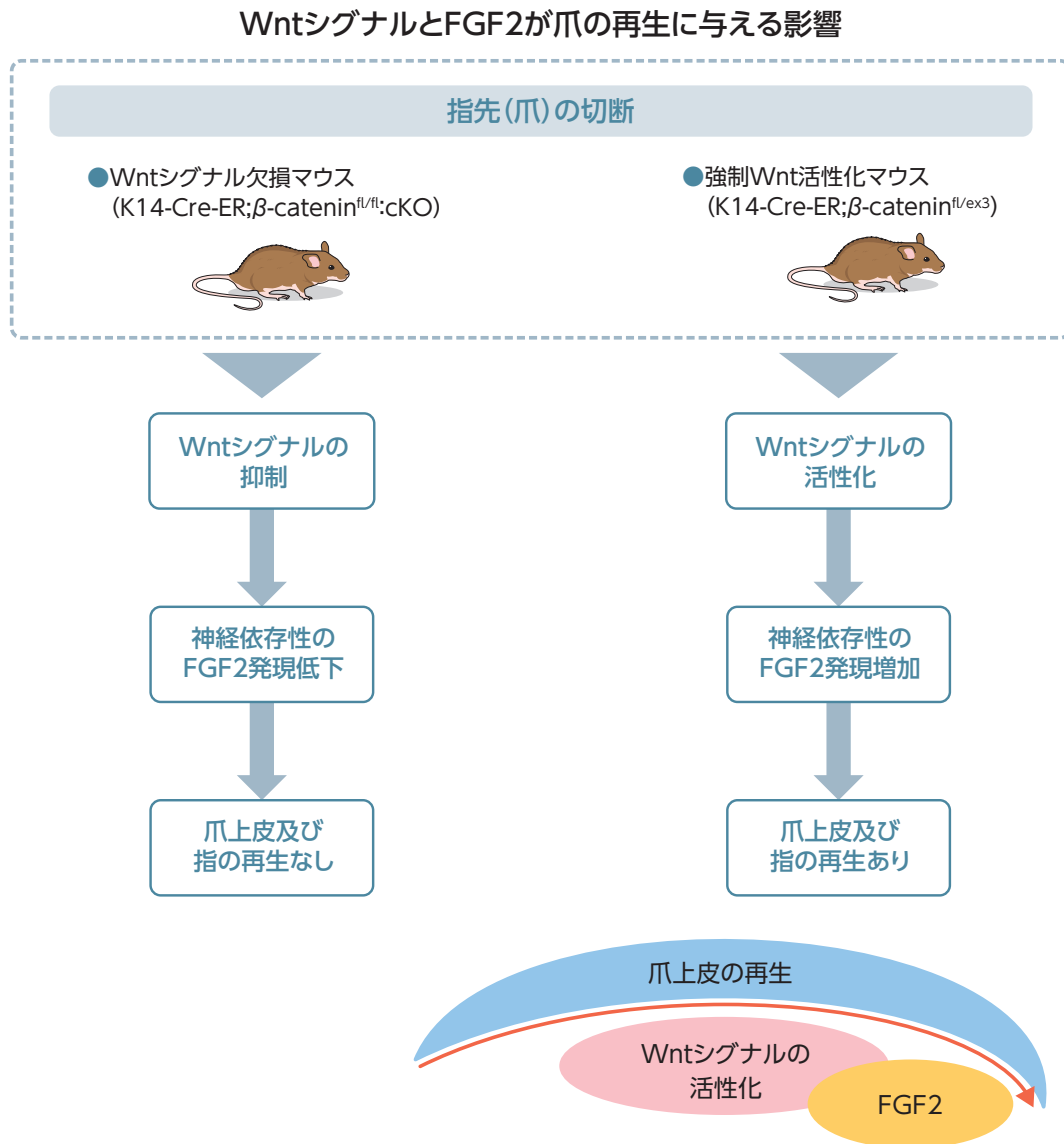 WntシグナルとFGF2が爪の再生に与える影響
指先(爪)の切断
●Wntシグナル欠損マウス
(K14-Cre-ER;β-catenin^fl/fl:cKO)
●強制Wnt活性化マウス
(K14-Cre-ER;β-catenin^fl/ex3)
Wntシグナルの
抑制
神経依存性の
FGF2発現低下
爪上皮及び
指の再生なし
Wntシグナルの
活性化
神経依存性の
FGF2発現増加
爪上皮及び
指の再生あり
爪上皮の再生
Wntシグナルの
活性化
FGF2